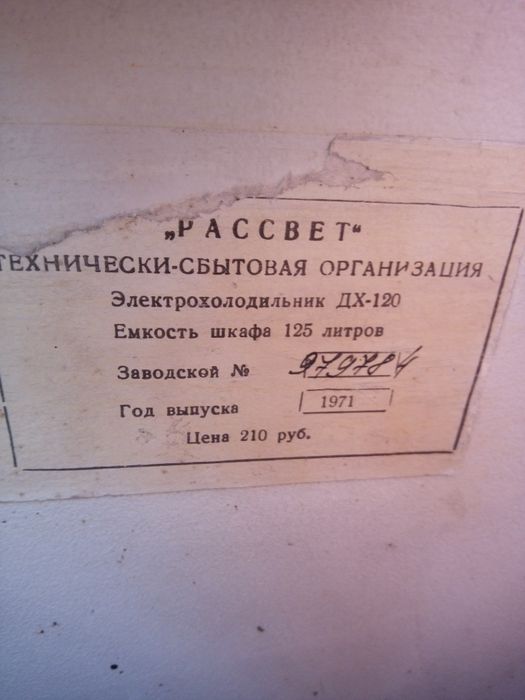 „РАССВЕТ“
ТЕХНИЧЕСКИ-СБЫТОВАЯ ОРГАНИЗАЦИЯ
Электрохолодильник ДХ-120
Емкость шкафа 125 литров
Заводской №
Год выпуска 1971
Цена 210 руб.